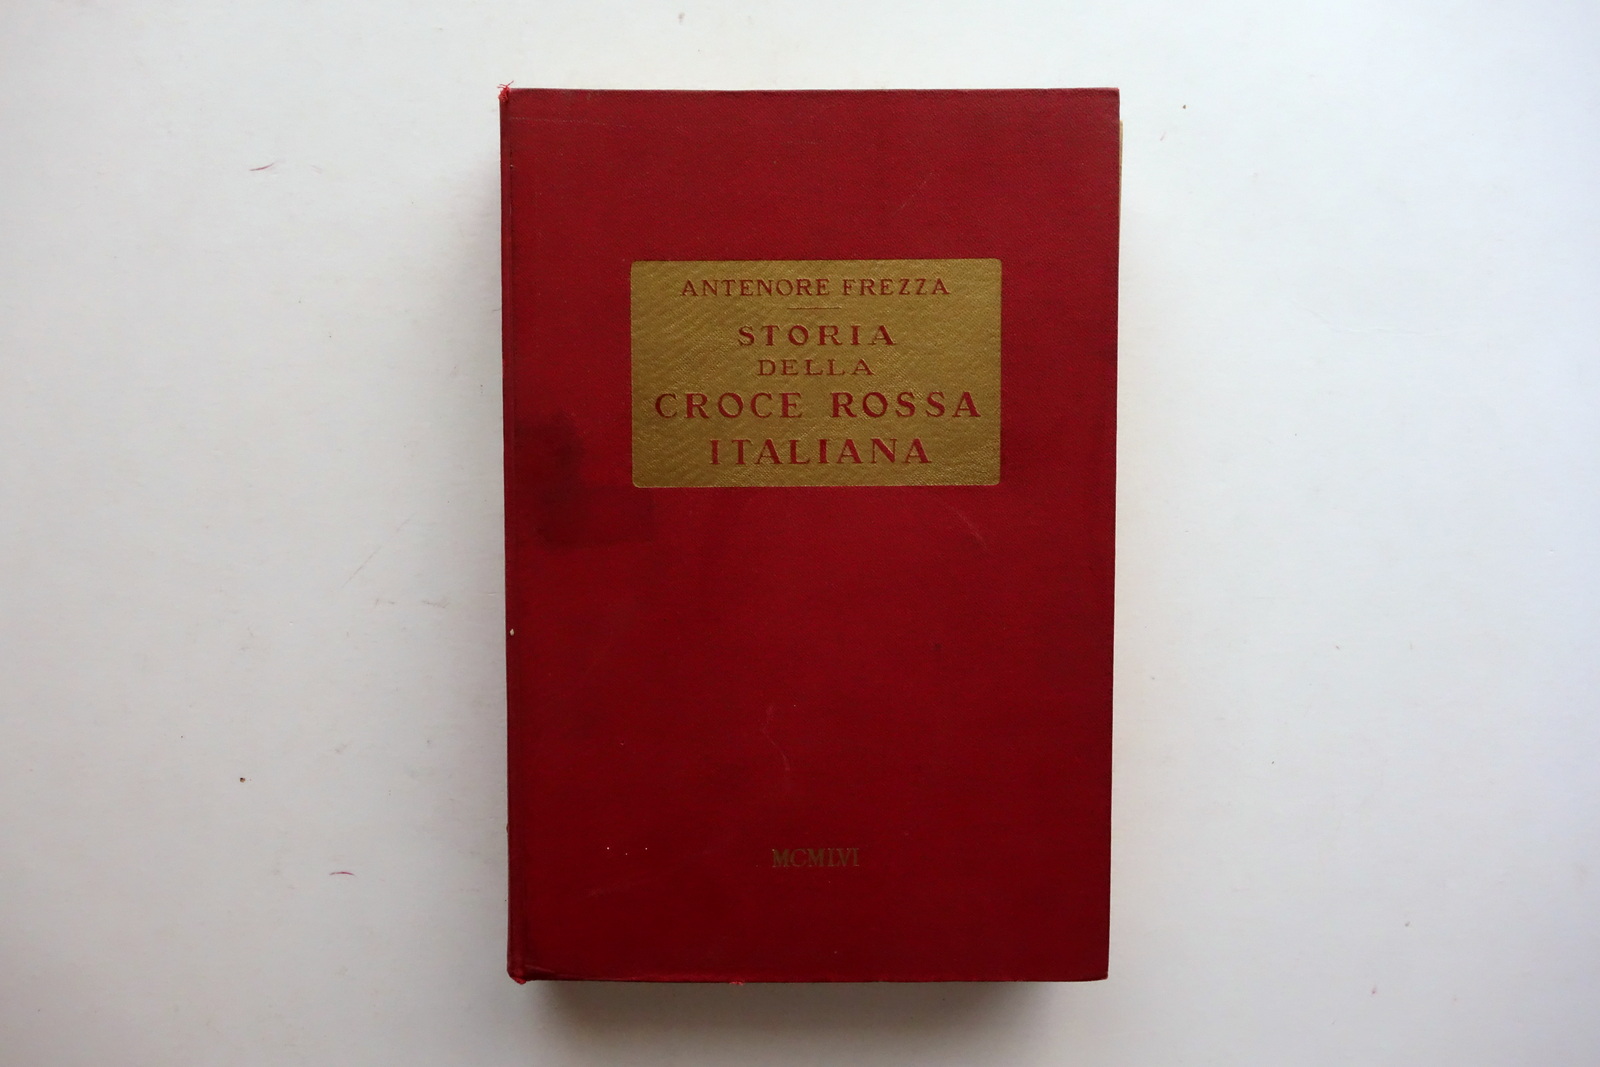 ANTENORE FREZZA
STORIA
DELLA
CROCE ROSSA
ITALIANA
MCMLVI